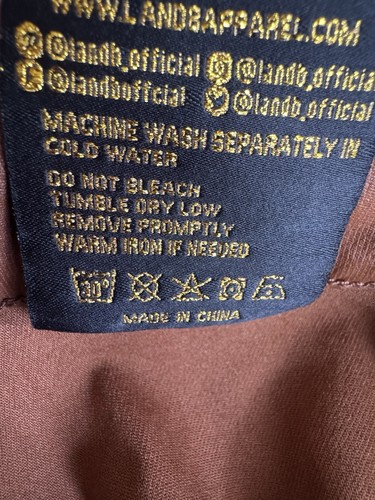 WWW.LANDBAPPAREL.COM
@landb_official @landb_official
@landboffcial @landb_official
MACHINE WASH SEPARATELY IN
COLD WATER
DO NOT BLEACH
TUMBLE DRY LOW
REMOVE PROMPTLY
WARM IRON IF NEEDED
30°
MADE IN CHINA